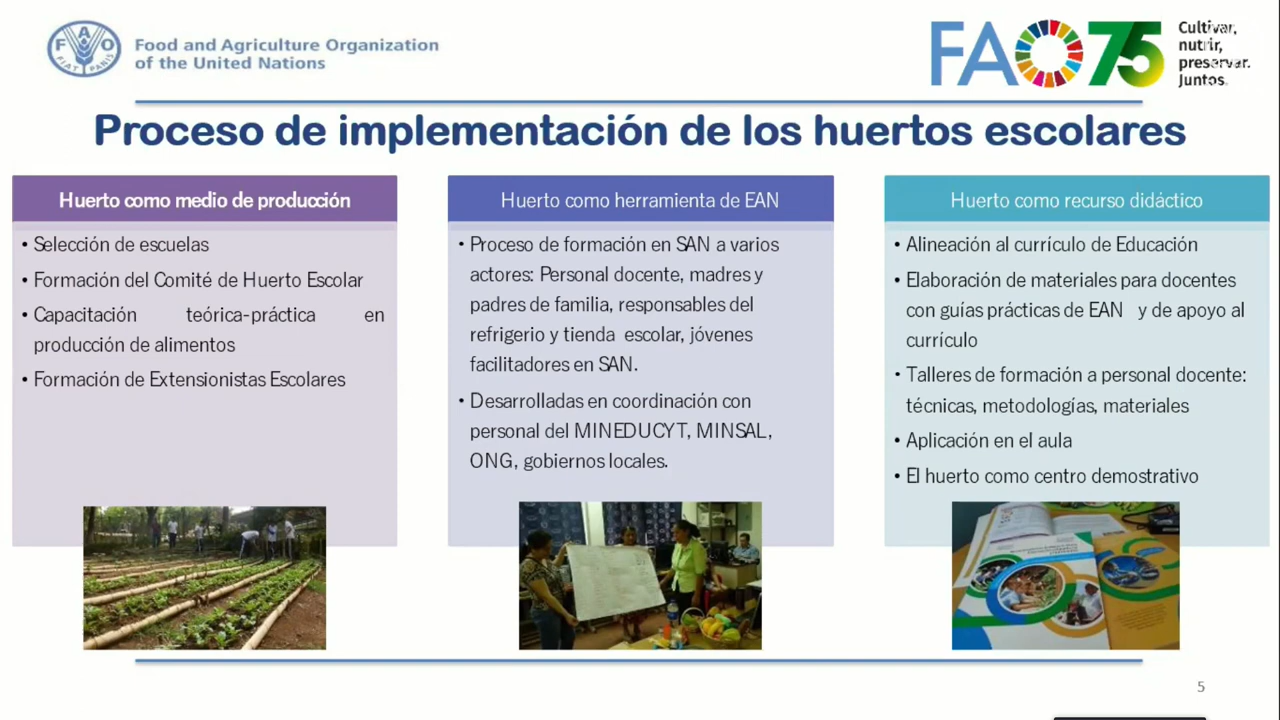 FAO
FIAT PANIS
Food and Agriculture Organization
of the United Nations
FAO75
Cultivar,
nutrir,
preservar.
Juntos.
Proceso de implementación de los huertos escolares
Huerto como medio de producción
• Selección de escuelas
• Formación del Comité de Huerto Escolar
• Capacitación teórica-práctica en
producción de alimentos
• Formación de Extensionistas Escolares
Huerto como herramienta de EAN
• Proceso de formación en SAN a varios
actores: Personal docente, madres y
padres de familia, responsables del
refrigerio y tienda escolar, jóvenes
facilitadores en SAN.
• Desarrolladas en coordinación con
personal del MINEDUCYT, MINSAL,
ONG, gobiernos locales.
Huerto como recurso didáctico
• Alineación al currículo de Educación
• Elaboración de materiales para docentes
con guías prácticas de EAN y de apoyo al
currículo
• Talleres de formación a personal docente:
técnicas, metodologías, materiales
• Aplicación en el aula
• El huerto como centro demostrativo
5